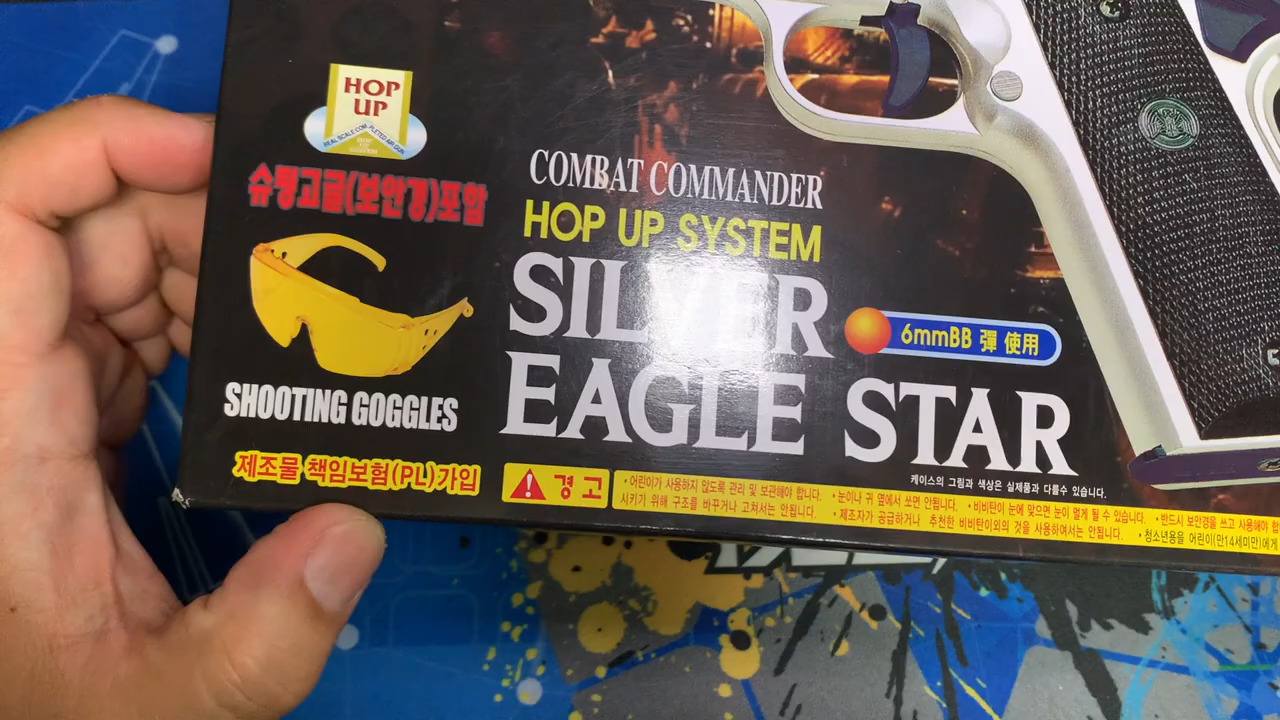 HOP
UP
REAL SCALE COM-PLETED AIR GUN
슈팅고글(보안경)포함
SHOOTING GOGGLES
제조물 책임보험(PL)가입
COMBAT COMMANDER
HOP UP SYSTEM
SILVER
EAGLE STAR
6mmBB 彈 使用
케이스의 그림과 색상은 실제품과 다를수 있습니다.
경고
• 어린이가 사용하지 않도록 관리 및 보관해야 합니다. • 눈이나 귀 옆에서 쏘면 안됩니다. • 비비탄이 눈에 맞으면 눈이 멀게 될 수 있습니다. • 반드시 보안경을 쓰고 사용해야
시키기 위해 구조를 바꾸거나 고쳐서는 안됩니다. • 제조자가 공급하거나 추천한 비비탄이외의 것을 사용하여서는 안됩니다. • 청소년용을 어린이(만14세미만)에게